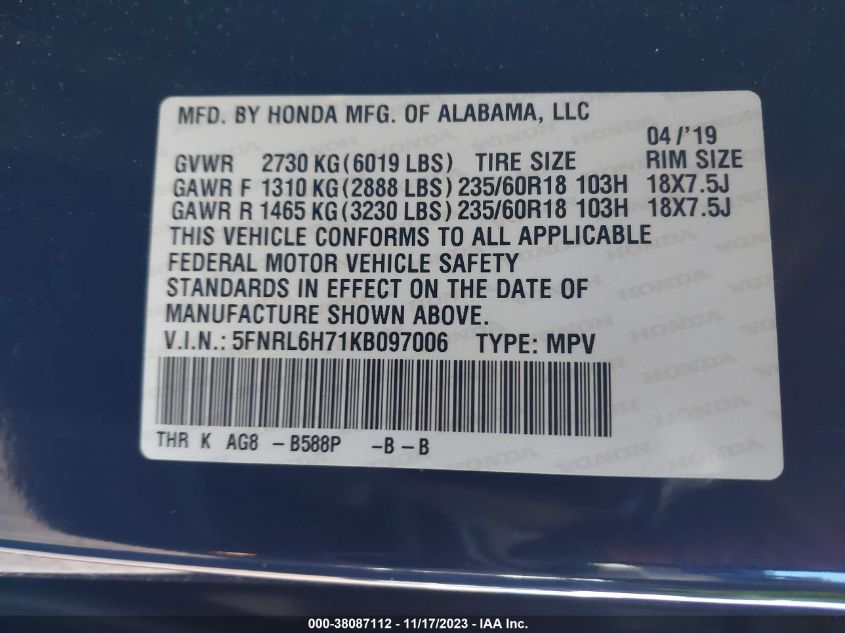 MFD. BY HONDA MFG. OF ALABAMA, LLC
04/'19
GVWR 2730 KG (6019 LBS) TIRE SIZE RIM SIZE
GAWR F 1310 KG (2888 LBS) 235/60R18 103H 18X7.5J
GAWR R 1465 KG (3230 LBS) 235/60R18 103H 18X7.5J
THIS VEHICLE CONFORMS TO ALL APPLICABLE
FEDERAL MOTOR VEHICLE SAFETY
STANDARDS IN EFFECT ON THE DATE OF
MANUFACTURE SHOWN ABOVE.
V.I.N.: 5FNRL6H71KB097006 TYPE: MPV
THR K AG8 -B588P -B-B
000-38087112 - 11/17/2023 - IAA Inc.